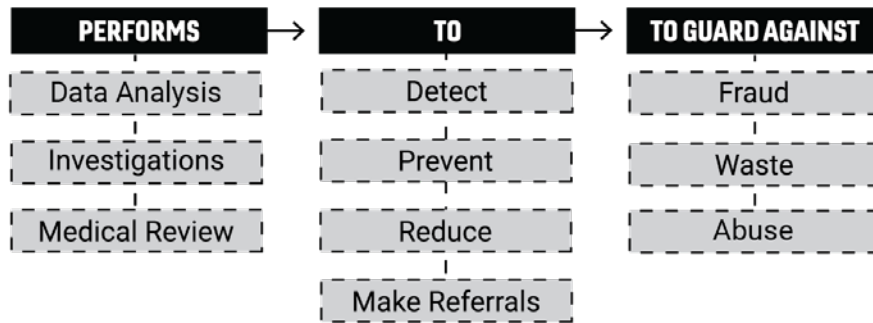 PERFORMS
Data Analysis
Investigations
Medical Review
TO
Detect
Prevent
Reduce
Make Referrals
TO GUARD AGAINST
Fraud
Waste
Abuse